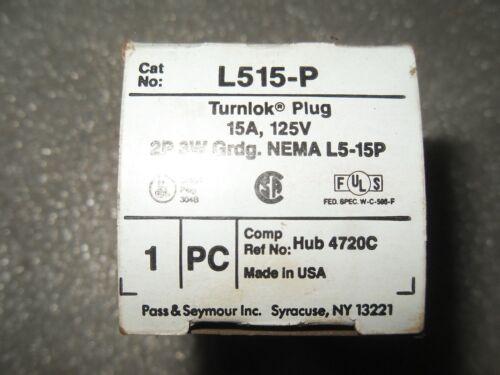 Cat No: L515-P
Turnlok® Plug
15A, 125V
2P 3W Grdg. NEMA L5-15P
304B
FULS
FED. SPEC. W-C-596-F
1 PC
Comp Ref No: Hub 4720C
Made in USA
Pass & Seymour Inc. Syracuse, NY 13221